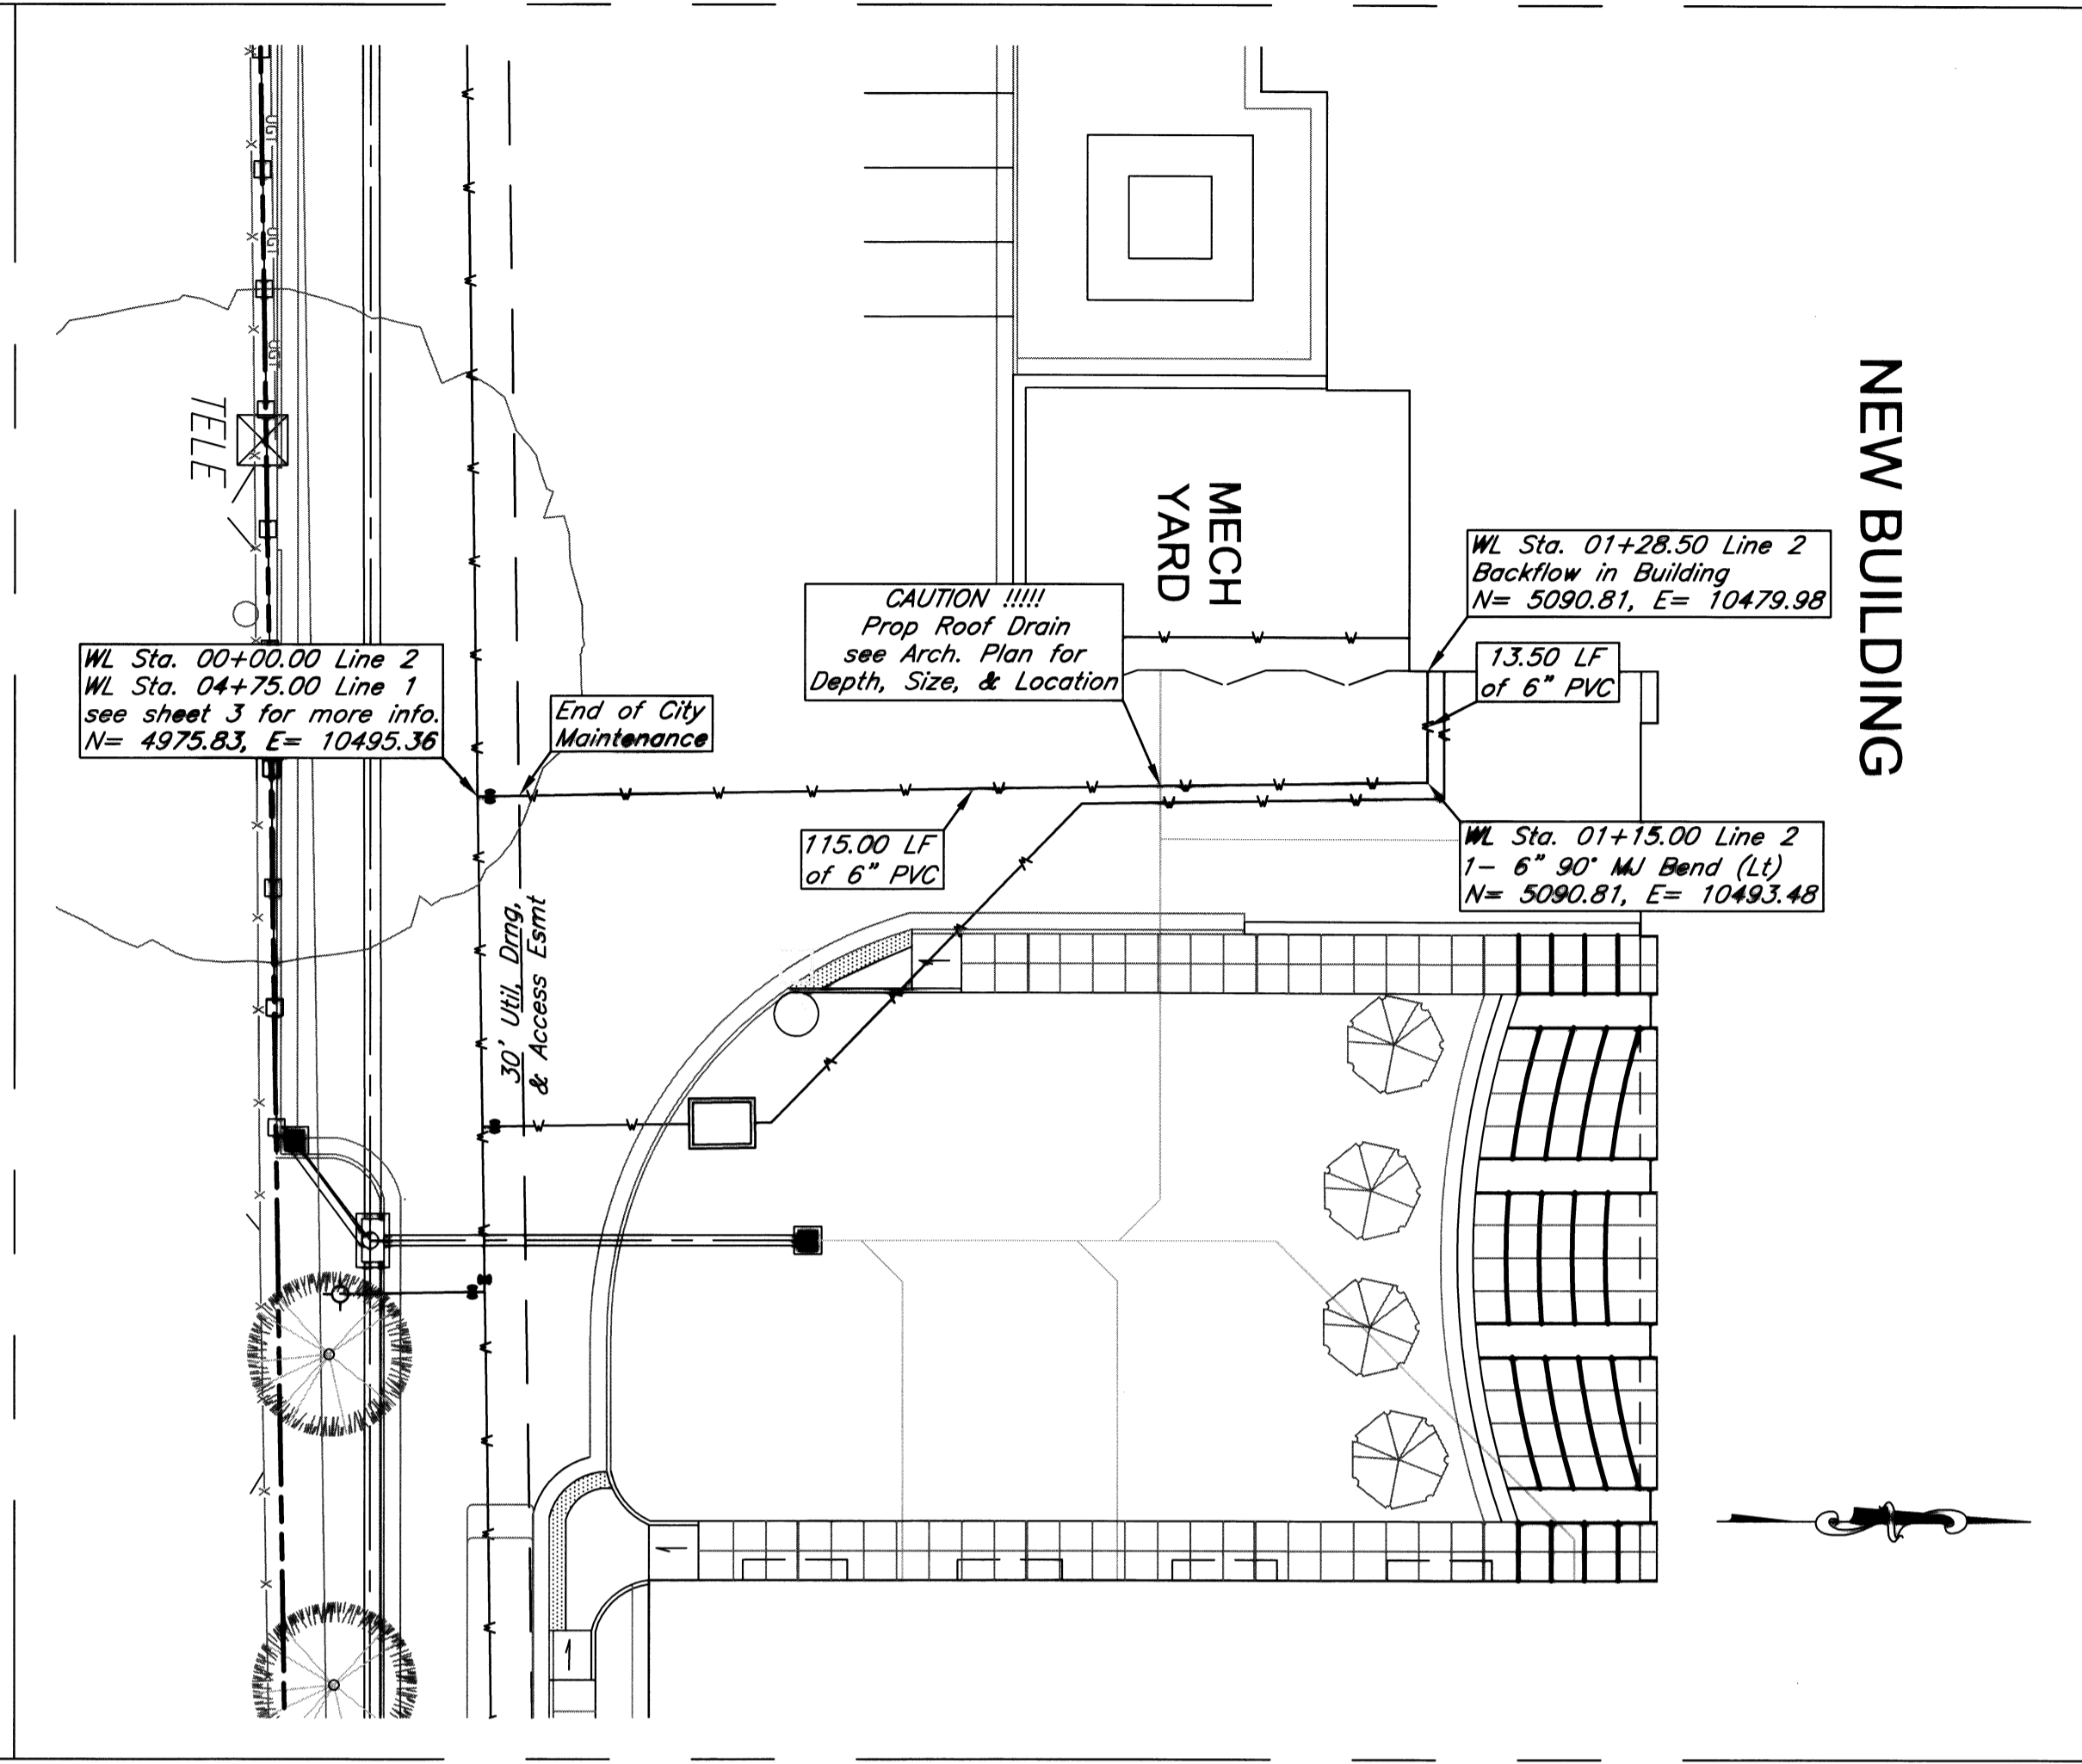 NEW BUILDING
MECH
YARD
WL Sta. 01+28.50 Line 2
Backflow in Building
N= 5090.81, E= 10479.98
CAUTION !!!!!
Prop Roof Drain
see Arch. Plan for
Depth, Size, & Location
13.50 LF
of 6" PVC
TELE
UGT
UGT
UGT
WL Sta. 00+00.00 Line 2
WL Sta. 04+75.00 Line 1
see sheet 3 for more info.
N= 4975.83, E= 10495.36
End of City
Maintenance
115.00 LF
of 6" PVC
WL Sta. 01+15.00 Line 2
1- 6" 90° MJ Bend (Lt)
N= 5090.81, E= 10493.48
30' Util, Drng,
& Access Esmt